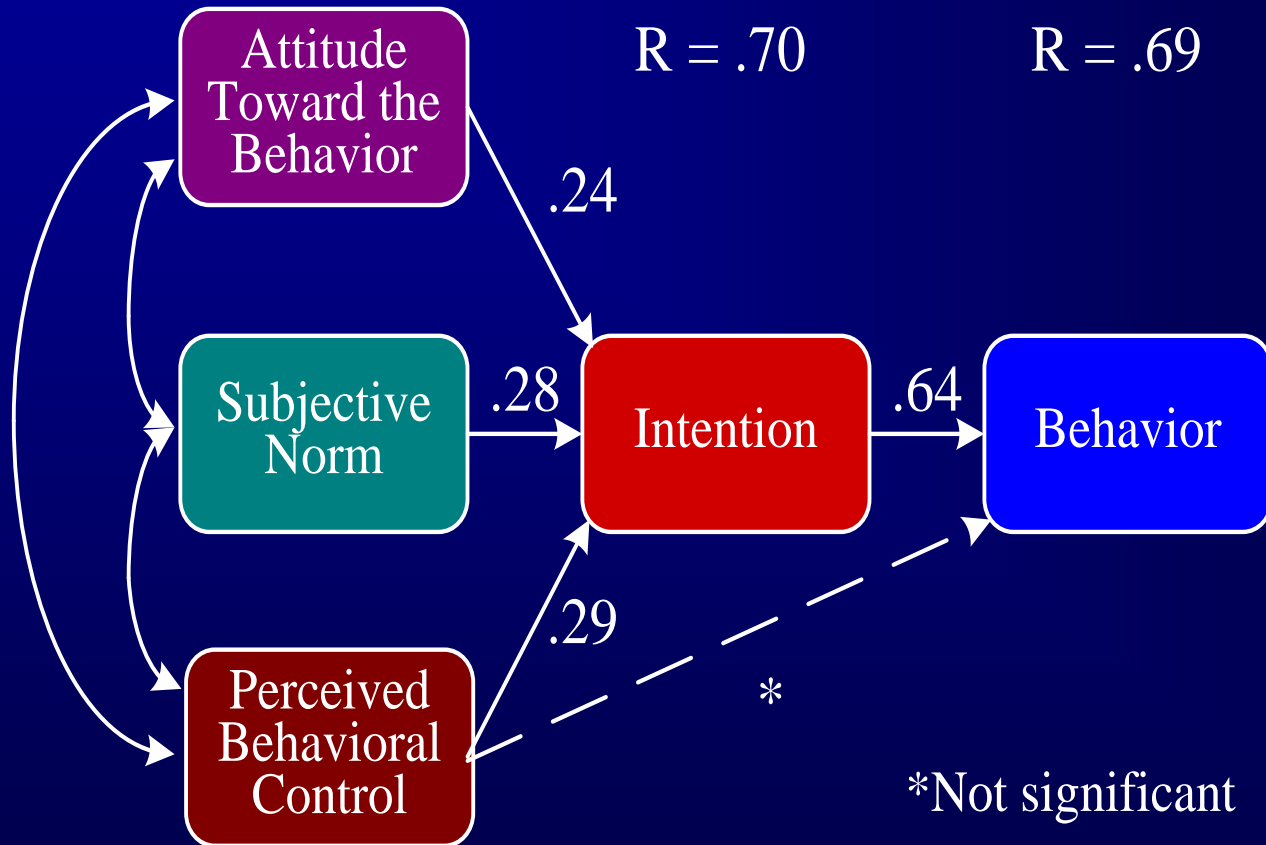 Attitude
Toward the
Behavior
R = .70
R = .69
.24
Subjective
Norm
.28
Intention
.64
Behavior
.29
Perceived
Behavioral
Control
*
*Not significant